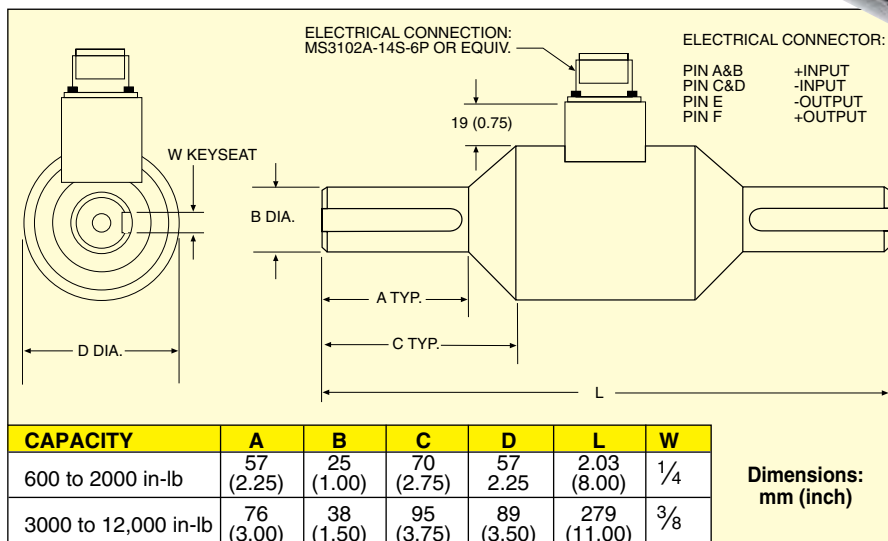 ELECTRICAL CONNECTION:
MS3102A-14S-6P OR EQUIV.
ELECTRICAL CONNECTOR:
PIN A&B +INPUT
PIN C&D -INPUT
PIN E -OUTPUT
PIN F +OUTPUT
19 (0.75)
W KEYSEAT
B DIA.
A TYP.
C TYP.
D DIA.
L
CAPACITY A B C D L W
600 to 2000 in-lb 57 (2.25) 25 (1.00) 70 (2.75) 57 2.25 2.03 (8.00) 1/4
3000 to 12,000 in-lb 76 (3.00) 38 (1.50) 95 (3.75) 89 (3.50) 279 (11.00) 3/8
Dimensions:
mm (inch)